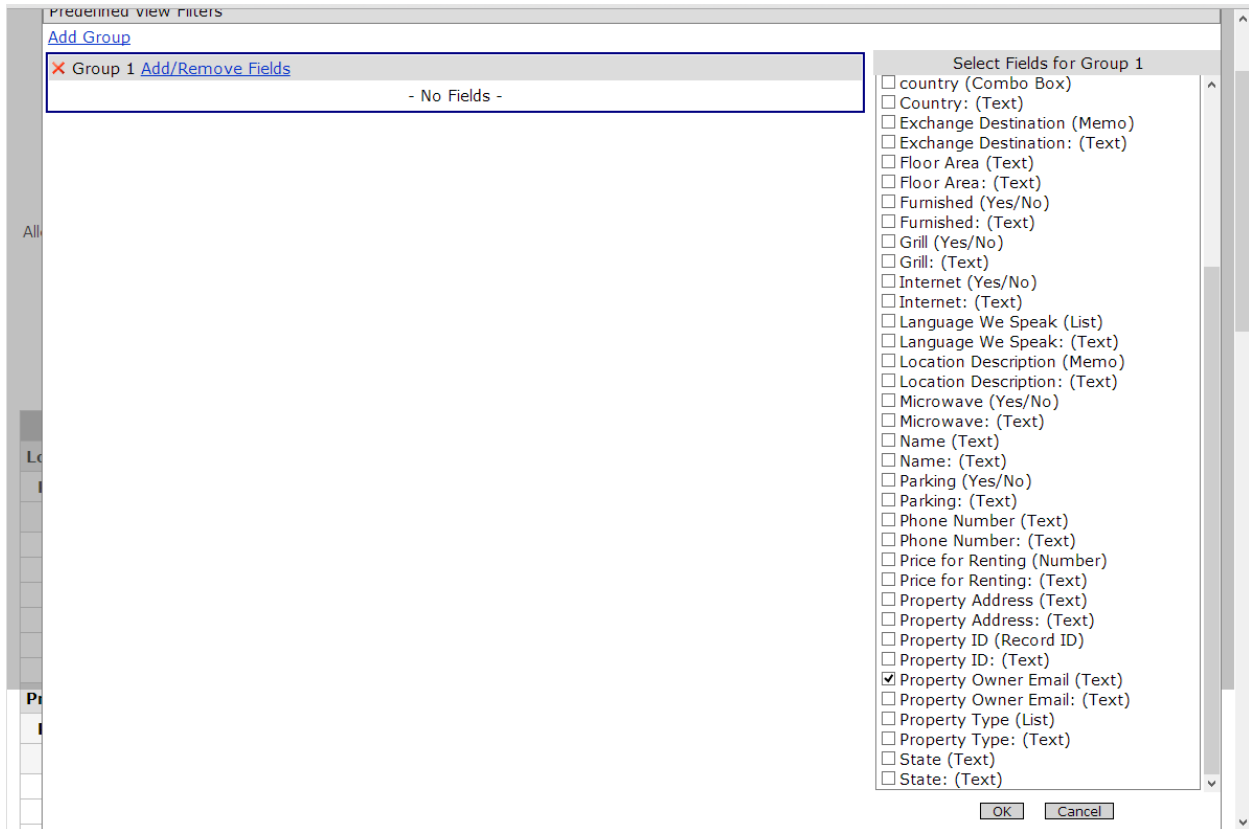 Predefined View Filters
Add Group
Group 1 Add/Remove Fields
- No Fields -
Select Fields for Group 1
country (Combo Box)
Country: (Text)
Exchange Destination (Memo)
Exchange Destination: (Text)
Floor Area (Text)
Floor Area: (Text)
Furnished (Yes/No)
Furnished: (Text)
Grill (Yes/No)
Grill: (Text)
Internet (Yes/No)
Internet: (Text)
Language We Speak (List)
Language We Speak: (Text)
Location Description (Memo)
Location Description: (Text)
Microwave (Yes/No)
Microwave: (Text)
Name (Text)
Name: (Text)
Parking (Yes/No)
Parking: (Text)
Phone Number (Text)
Phone Number: (Text)
Price for Renting (Number)
Price for Renting: (Text)
Property Address (Text)
Property Address: (Text)
Property ID (Record ID)
Property ID: (Text)
Property Owner Email (Text)
Property Owner Email: (Text)
Property Type (List)
Property Type: (Text)
State (Text)
State: (Text)
OK Cancel